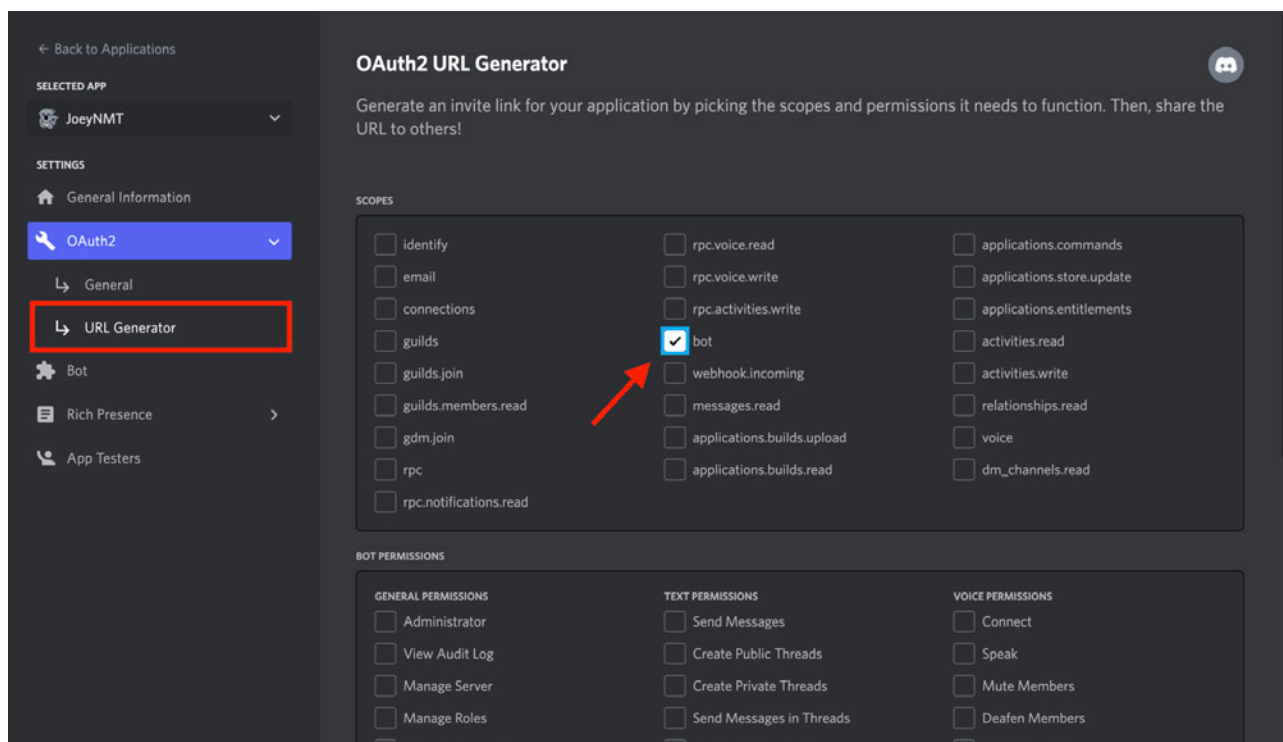 ← Back to Applications
SELECTED APP
JoeyNMT
SETTINGS
General Information
OAuth2
General
URL Generator
Bot
Rich Presence
App Testers
OAuth2 URL Generator
Generate an invite link for your application by picking the scopes and permissions it needs to function. Then, share the
URL to others!
SCOPES
identify
email
connections
guilds
guilds.join
guilds.members.read
gdm.join
rpc
rpc.notifications.read
rpc.voice.read
rpc.voice.write
rpc.activities.write
bot
webhook.incoming
messages.read
applications.builds.upload
applications.builds.read
applications.commands
applications.store.update
applications.entitlements
activities.read
activities.write
relationships.read
voice
dm_channels.read
BOT PERMISSIONS
GENERAL PERMISSIONS
Administrator
View Audit Log
Manage Server
Manage Roles
TEXT PERMISSIONS
Send Messages
Create Public Threads
Create Private Threads
Send Messages in Threads
VOICE PERMISSIONS
Connect
Speak
Mute Members
Deafen Members